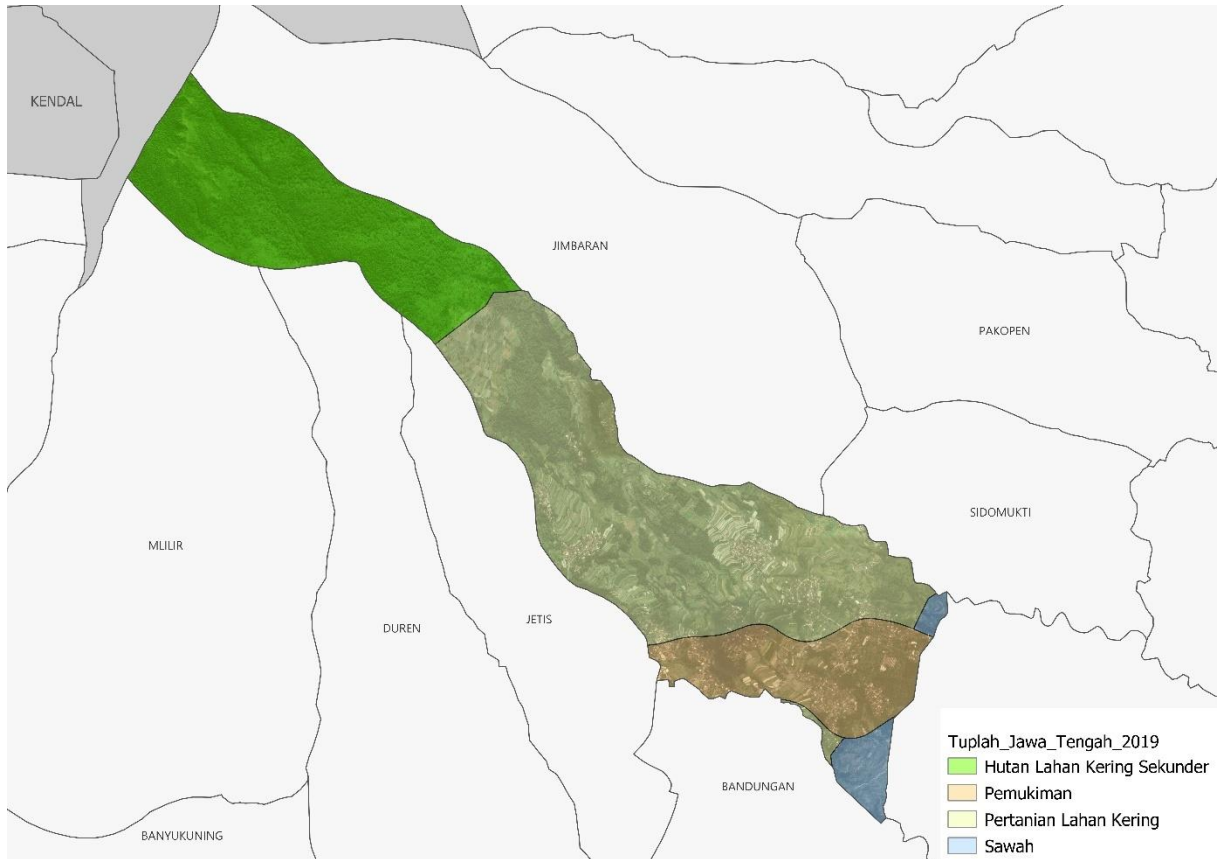 KENDAL
JIMBARAN
PAKOPEN
SIDOMUKTI
MLILIR
DUREN
JETIS
BANDUNGAN
BANYUKUNING
Tuplah_Jawa_Tengah_2019
Hutan Lahan Kering Sekunder
Pemukiman
Pertanian Lahan Kering
Sawah